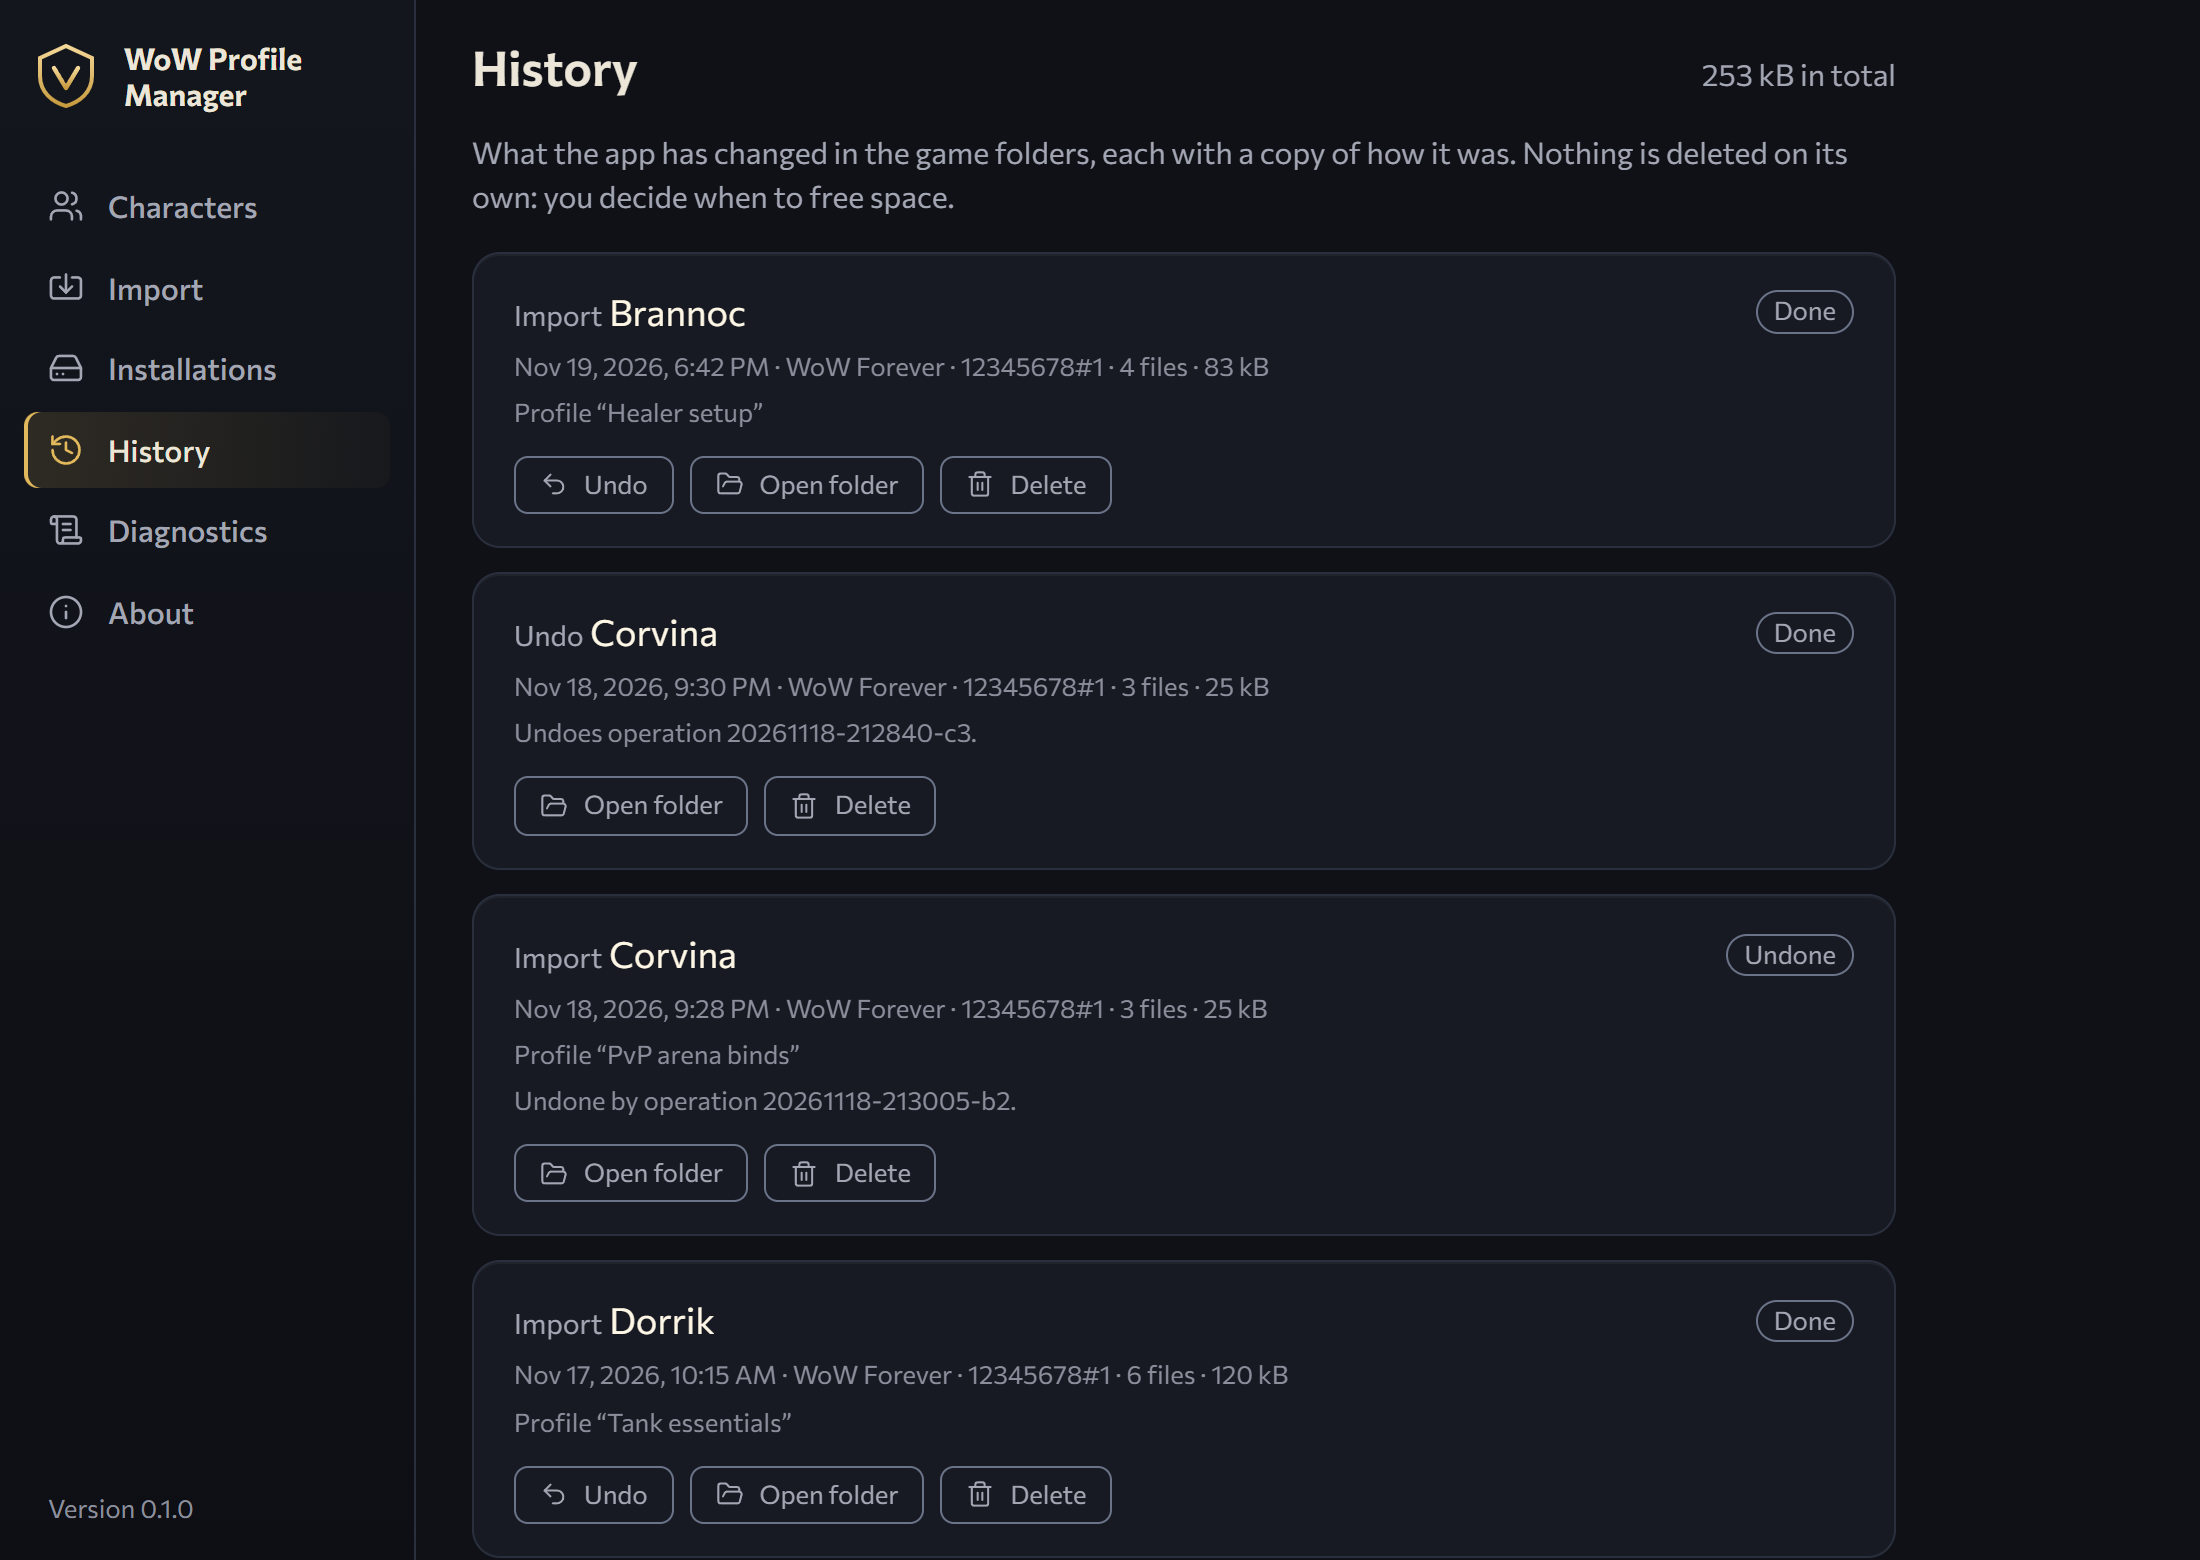 WoW Profile
Manager
Characters
Import
Installations
History
Diagnostics
About
Version 0.1.0
History
253 kB in total
What the app has changed in the game folders, each with a copy of how it was. Nothing is deleted on its
own: you decide when to free space.
Import Brannoc
Done
Nov 19, 2026, 6:42 PM · WoW Forever · 12345678#1 · 4 files · 83 kB
Profile “Healer setup”
Undo
Open folder
Delete
Undo Corvina
Done
Nov 18, 2026, 9:30 PM · WoW Forever · 12345678#1 · 3 files · 25 kB
Undoes operation 20261118-212840-c3.
Open folder
Delete
Import Corvina
Undone
Nov 18, 2026, 9:28 PM · WoW Forever · 12345678#1 · 3 files · 25 kB
Profile “PvP arena binds”
Undone by operation 20261118-213005-b2.
Open folder
Delete
Import Dorrik
Done
Nov 17, 2026, 10:15 AM · WoW Forever · 12345678#1 · 6 files · 120 kB
Profile “Tank essentials”
Undo
Open folder
Delete